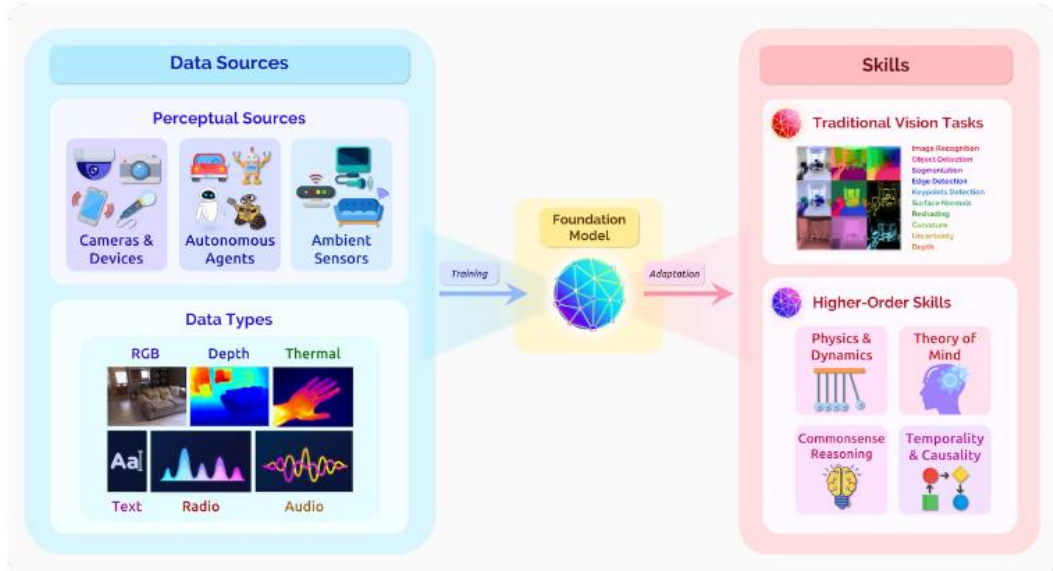 Data Sources
Perceptual Sources
Cameras &
Devices
Autonomous
Agents
Ambient
Sensors
Data Types
RGB
Depth
Thermal
Aa
Text
Radio
Audio
Training
Foundation
Model
Adaptation
Skills
Traditional Vision Tasks
Image Recognition
Object Detection
Segmentation
Edge Detection
Keypoints Detection
Surface Normals
Reshading
Curvature
Uncertainty
Depth
Higher-Order Skills
Physics &
Dynamics
Theory of
Mind
Commonsense
Reasoning
Temporality
& Causality